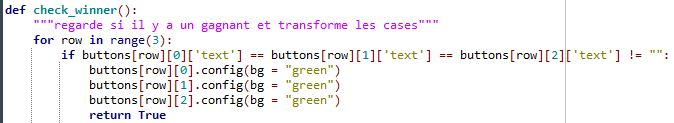 def check_winner():
    """regarde si il y a un gagnant et transforme les cases"""
    for row in range(3):
        if buttons[row][0]['text'] == buttons[row][1]['text'] == buttons[row][2]['text'] != "":
            buttons[row][0].config(bg = "green")
            buttons[row][1].config(bg = "green")
            buttons[row][2].config(bg = "green")
            return True